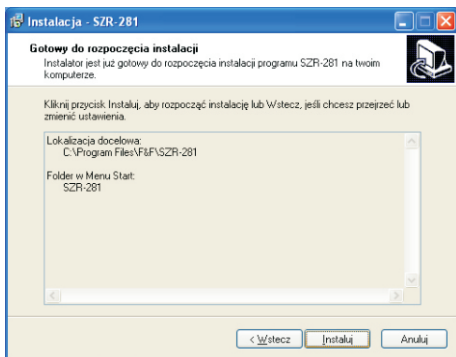 Instalacja - SZR-281
Gotowy do rozpoczęcia instalacji
Instalator jest już gotowy do rozpoczęcia instalacji programu SZR-281 na twoim
komputerze.
Kliknij przycisk Instaluj, aby rozpocząć instalację lub Wstecz, jeśli chcesz przejrzeć lub
zmienić ustawienia.
Lokalizacja docelowa:
C:\Program Files\F&F\SZR-281
Folder w Menu Start:
SZR-281
< Wstecz
Instaluj
Anuluj